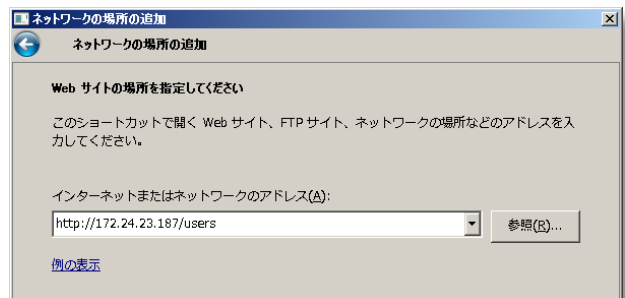 ネットワークの場所の追加
ネットワークの場所の追加
Web サイトの場所を指定してください
このショートカットで開く Web サイト、FTP サイト、ネットワークの場所などのアドレスを入
力してください。
インターネットまたはネットワークのアドレス(A):
http://172.24.23.187/users
参照(R)...
例の表示